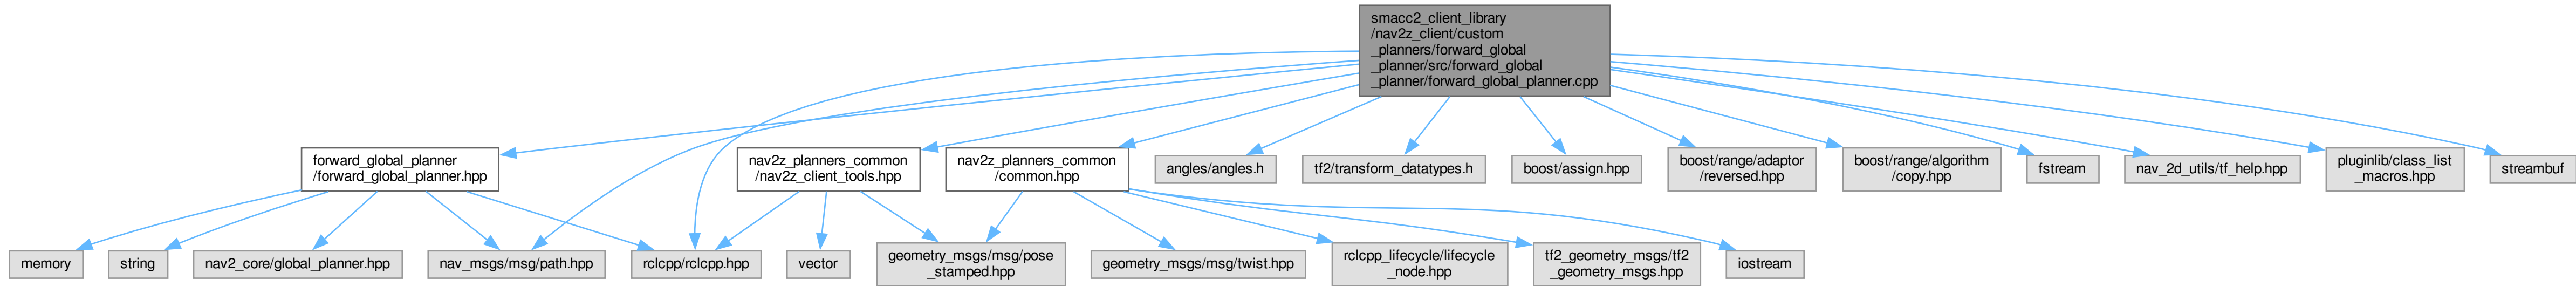 smacc2_client_library
/nav2z_client/custom
_planners/forward_global
_planner/src/forward_global
_planner/forward_global_planner.cpp
forward_global_planner
/forward_global_planner.hpp
nav2z_planners_common
/nav2z_client_tools.hpp
nav2z_planners_common
/common.hpp
angles/angles.h
tf2/transform_datatypes.h
boost/assign.hpp
boost/range/adaptor
/reversed.hpp
boost/range/algorithm
/copy.hpp
fstream
nav_2d_utils/tf_help.hpp
pluginlib/class_list
_macros.hpp
streambuf
memory
string
nav2_core/global_planner.hpp
nav_msgs/msg/path.hpp
rclcpp/rclcpp.hpp
vector
geometry_msgs/msg/pose
_stamped.hpp
geometry_msgs/msg/twist.hpp
rclcpp_lifecycle/lifecycle
_node.hpp
tf2_geometry_msgs/tf2
_geometry_msgs.hpp
iostream